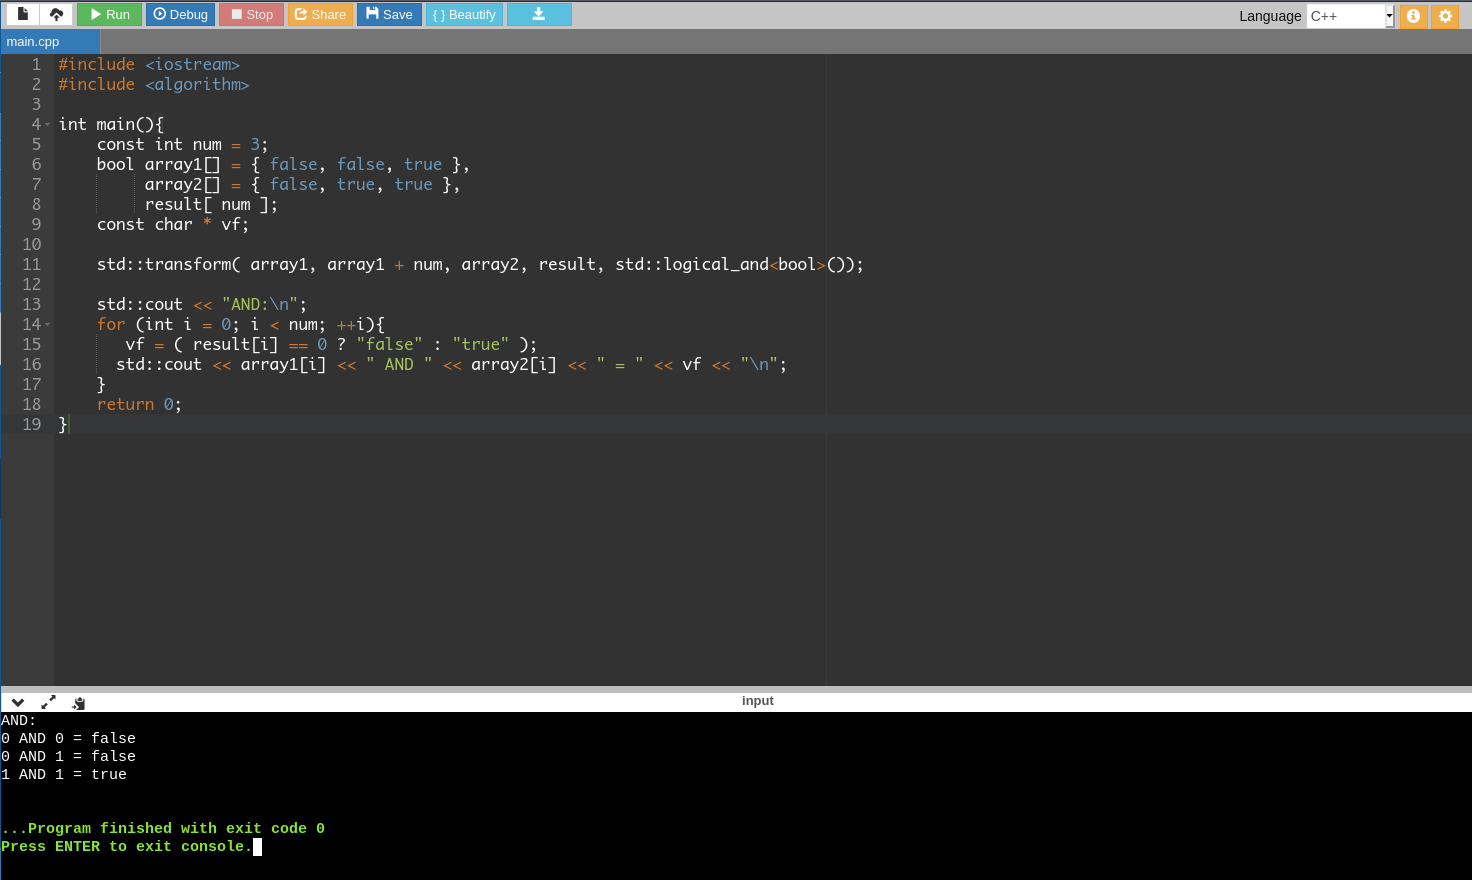 Run Debug Stop Share Save { } Beautify Language C++
main.cpp
1 #include <iostream>
2 #include <algorithm>
3
4 int main(){
5     const int num = 3;
6     bool array1[] = { false, false, true },
7          array2[] = { false, true, true },
8          result[ num ];
9     const char * vf;
10
11     std::transform( array1, array1 + num, array2, result, std::logical_and<bool>());
12
13     std::cout << "AND:\n";
14     for (int i = 0; i < num; ++i){
15        vf = ( result[i] == 0 ? "false" : "true" );
16       std::cout << array1[i] << " AND " << array2[i] << " = " << vf << "\n";
17     }
18     return 0;
19 }
input
AND:
0 AND 0 = false
0 AND 1 = false
1 AND 1 = true
...Program finished with exit code 0
Press ENTER to exit console.